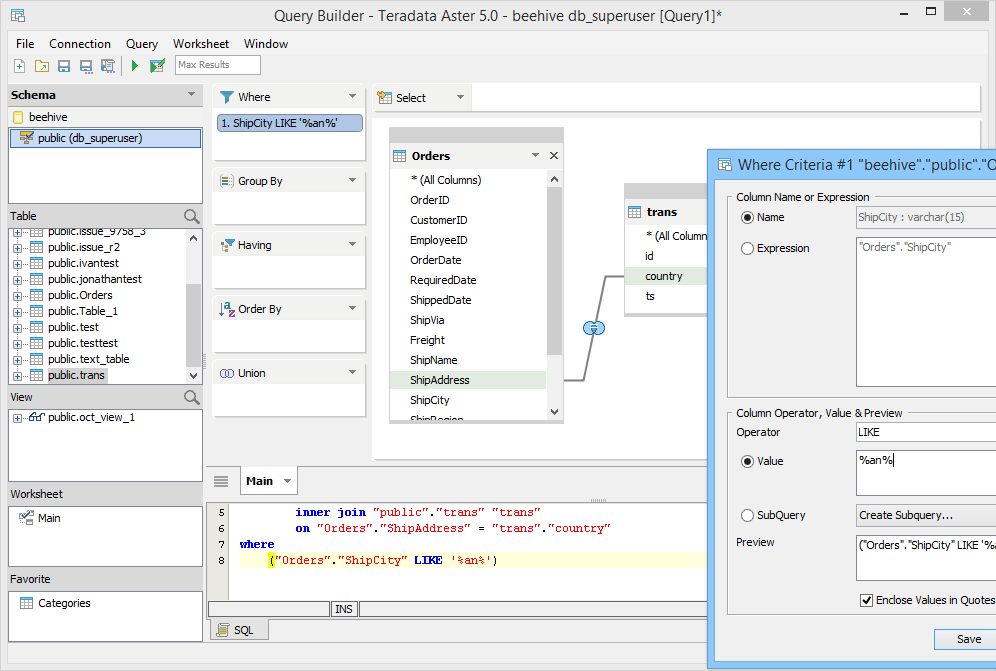 Query Builder - Teradata Aster 5.0 - beehive db_superuser [Query1]*
File Connection Query Worksheet Window
Max Results
Schema
beehive
public (db_superuser)
Table
public.issue_9758_3
public.issue_r2
public.ivantest
public.jonathantest
public.Orders
public.Table_1
public.test
public.testtest
public.text_table
public.trans
View
public.oct_view_1
Worksheet
Main
Favorite
Categories
Where
1. ShipCity LIKE '%an%'
Group By
Having
Order By
Union
Select
Orders
* (All Columns)
OrderID
CustomerID
EmployeeID
OrderDate
RequiredDate
ShippedDate
ShipVia
Freight
ShipName
ShipAddress
ShipCity
ShipRegion
trans
* (All Colum
id
country
ts
Main
5 inner join "public"."trans" "trans"
6 on "Orders"."ShipAddress" = "trans"."country"
7 where
8 ("Orders"."ShipCity" LIKE '%an%')
INS
SQL
Where Criteria #1 "beehive"."public"."O
Column Name or Expression
Name ShipCity : varchar(15)
Expression "Orders"."ShipCity"
Column Operator, Value & Preview
Operator LIKE
Value %an%
SubQuery Create Subquery...
Preview ("Orders"."ShipCity" LIKE '%a
Enclose Values in Quotes
Save